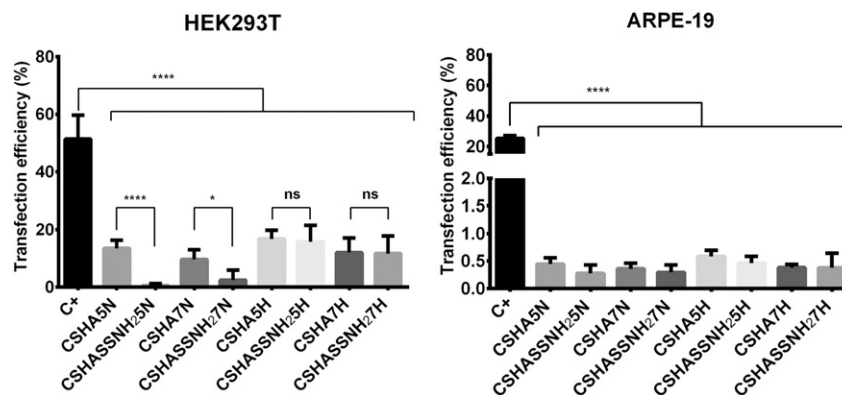 HEK293T
Transfection efficiency (%)
80
60
40
20
0
****
****
*
ns
ns
C+
CSHA5N
CSHASSNH25N
CSHA7N
CSHASSNH27N
CSHA5H
CSHASSNH25H
CSHA7H
CSHASSNH27H
ARPE-19
Transfection efficiency (%)
80
60
40
20
2.0
1.5
1.0
0.5
0.0
****
C+
CSHA5N
CSHASSNH25N
CSHA7N
CSHASSNH27N
CSHA5H
CSHASSNH25H
CSHA7H
CSHASSNH27H